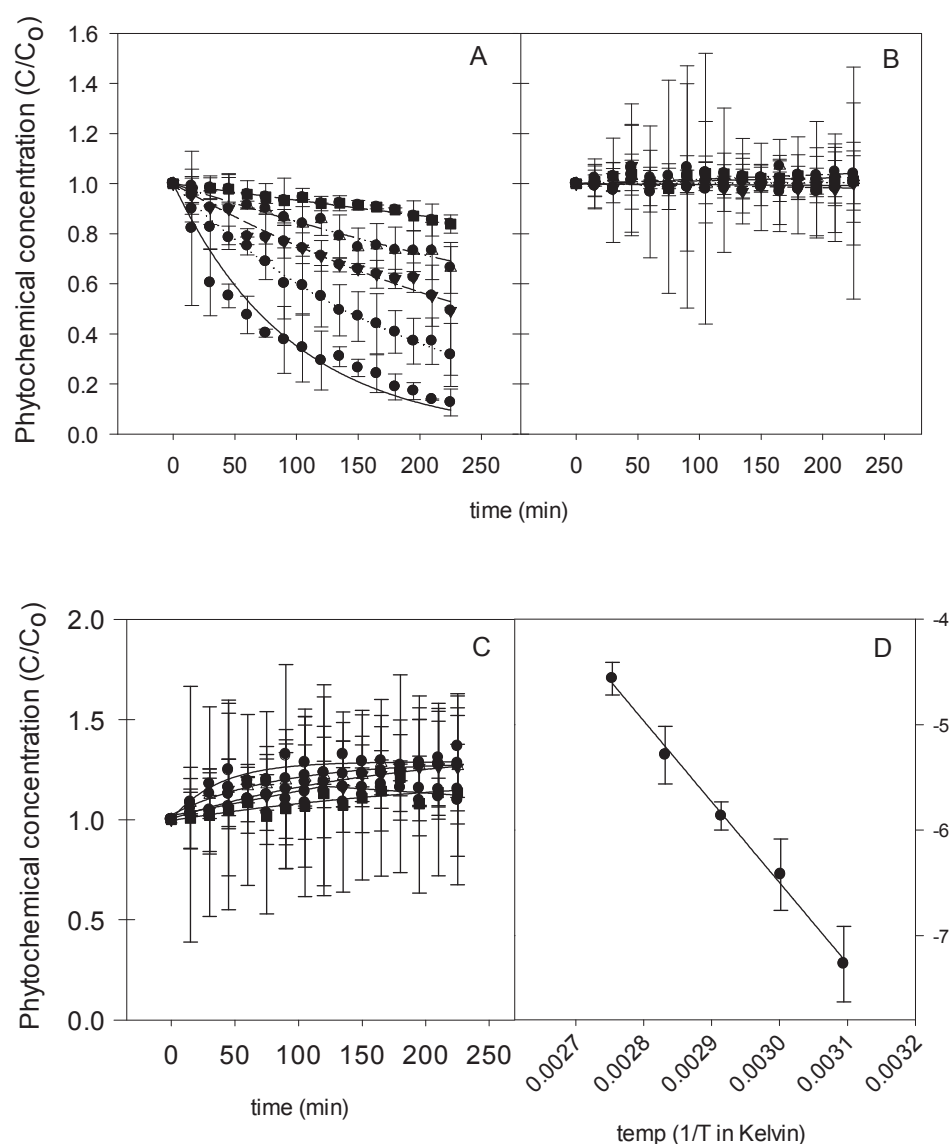 Phytochemical concentration (C/C0)
1.6
1.4
1.2
1.0
0.8
0.6
0.4
0.2
0.0
A
B
0 50 100 150 200 250
0 50 100 150 200 250
time (min)
Phytochemical concentration (C/C0)
2.0
1.5
1.0
0.5
0.0
C
D
-4
-5
-6
-7
0 50 100 150 200 250
0.0027 0.0028 0.0029 0.0030 0.0031 0.0032
time (min)
temp (1/T in Kelvin)